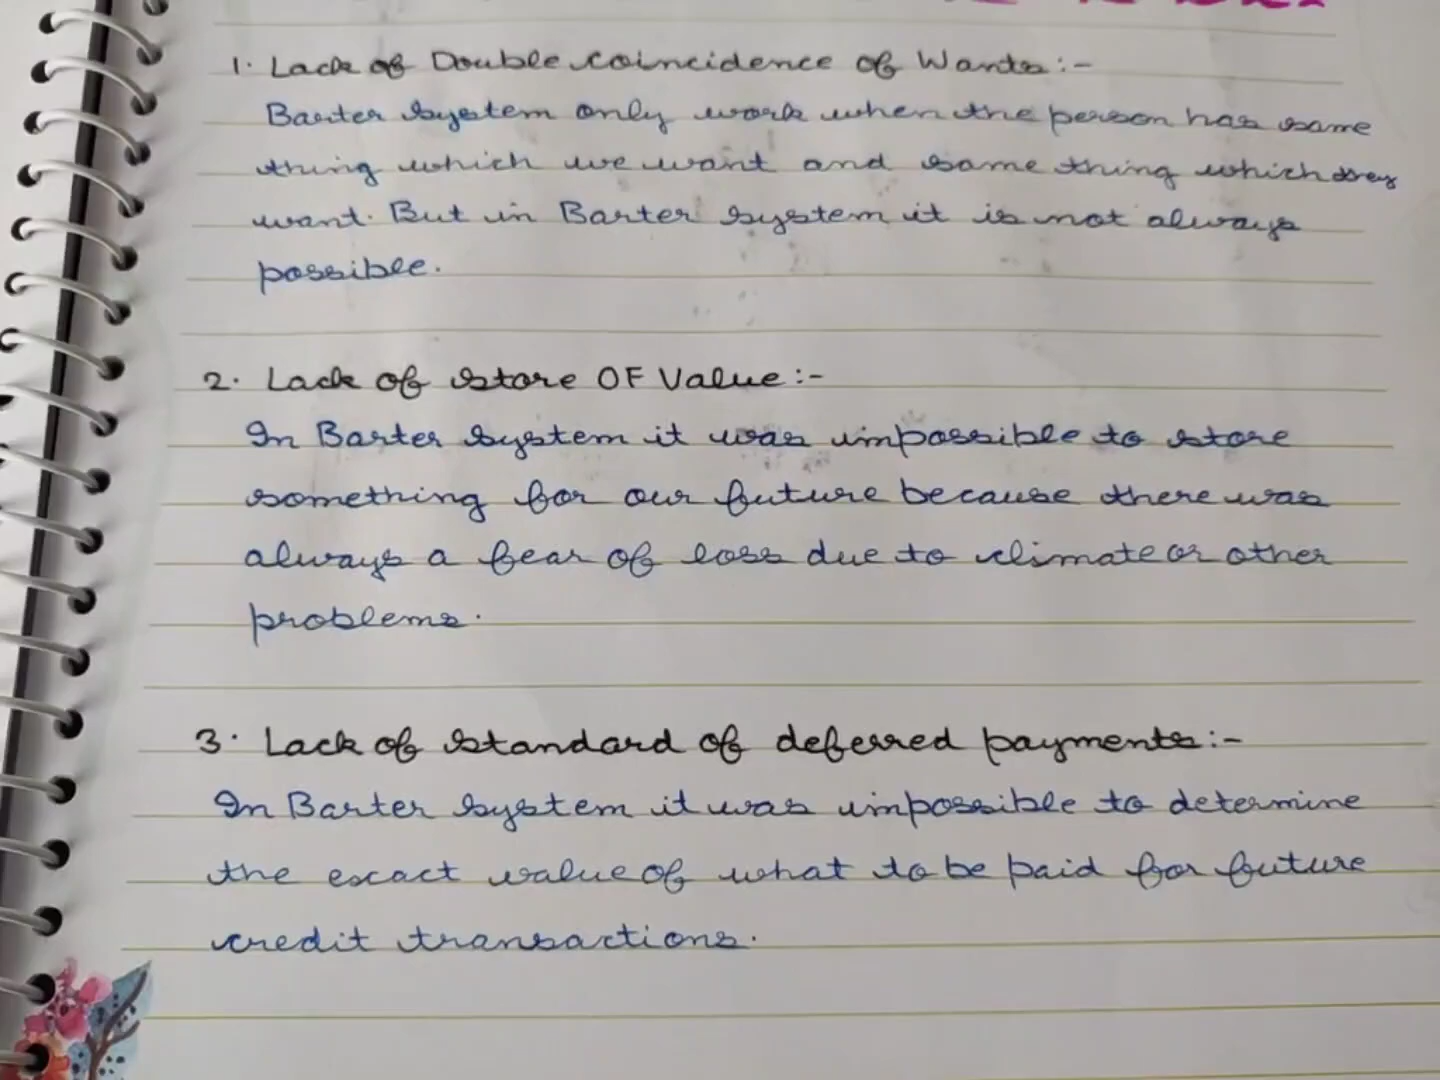 1. Lack of Double coincidence of Wants:-
Barter system only work when the person has same
thing which we want and same thing which they
want. But in Barter system it is not always
possible.
2. Lack of store OF Value:-
In Barter system it was impossible to store
something for our future because there was
always a fear of loss due to climate or other
problems.
3. Lack of standard of deferred payments:-
In Barter system it was impossible to determine
the exact value of what to be paid for future
credit transactions.